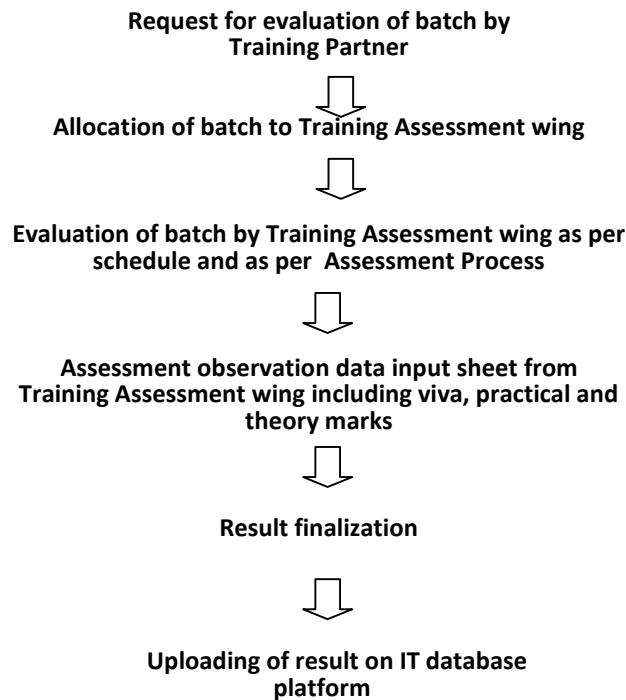 Request for evaluation of batch by
Training Partner
Allocation of batch to Training Assessment wing
Evaluation of batch by Training Assessment wing as per
schedule and as per Assessment Process
Assessment observation data input sheet from
Training Assessment wing including viva, practical and
theory marks
Result finalization
Uploading of result on IT database
platform